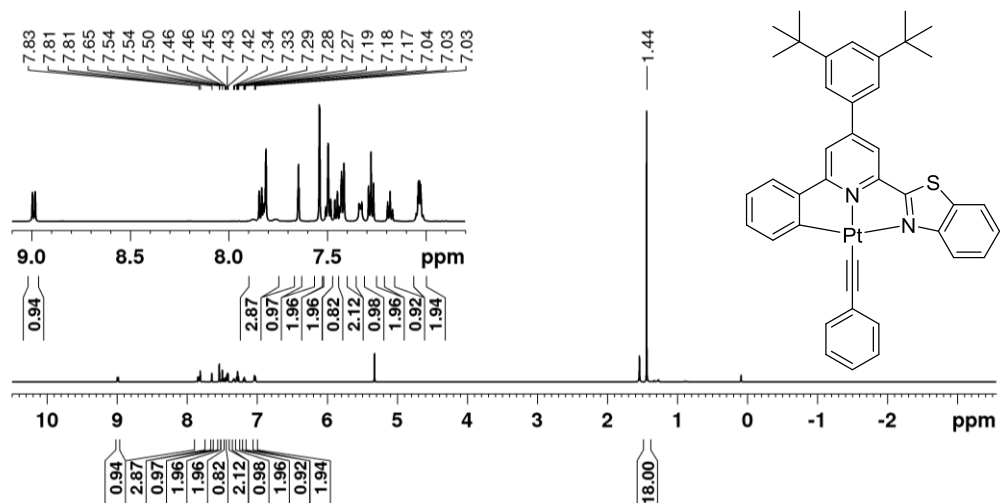 7.83 7.81 7.81 7.65 7.54 7.54 7.50 7.46 7.46 7.45 7.43 7.42 7.34 7.33 7.29 7.28 7.27 7.19 7.18 7.17 7.04 7.03 7.03
1.44
9.0 8.5 8.0 7.5 ppm
0.94 2.87 0.97 1.96 1.96 0.82 2.12 0.98 1.96 0.92 1.94
S
N
Pt
N
10 9 8 7 6 5 4 3 2 1 0 -1 -2 ppm
0.94 2.87 0.97 1.96 1.96 0.82 2.12 0.98 1.96 0.92 1.94 18.00